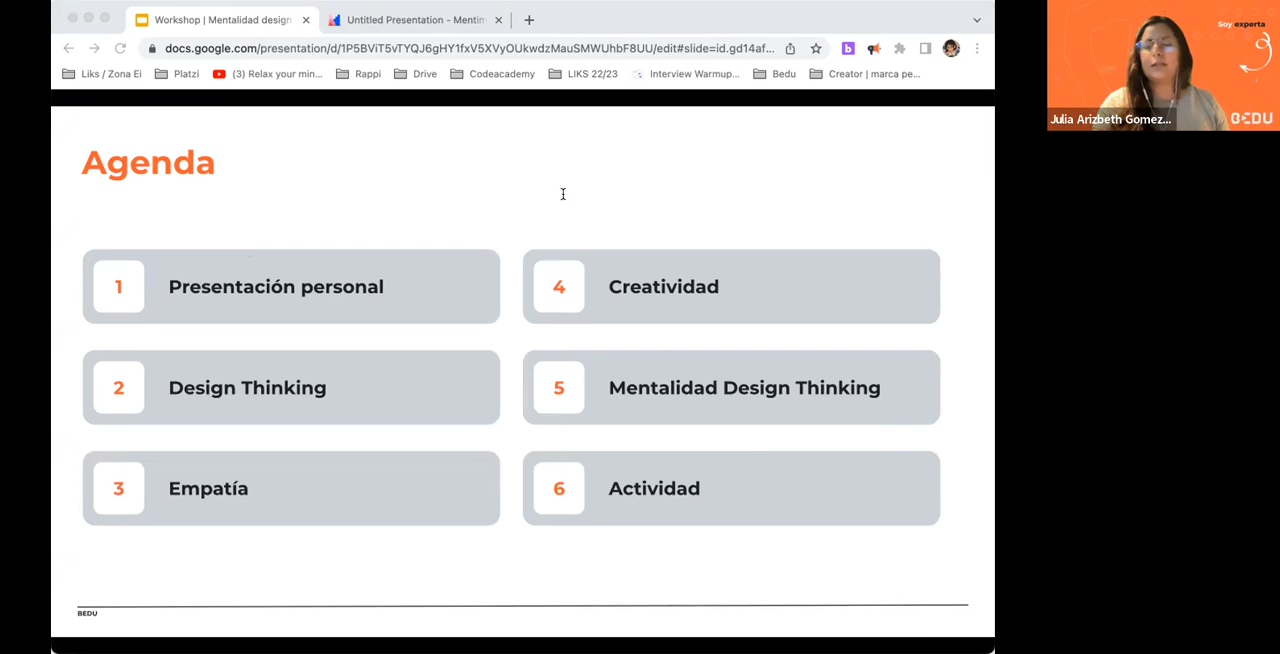 Workshop | Mentalidad design
Untitled Presentation - Mentim
docs.google.com/presentation/d/1P5BViT5vTYQJ6gHY1fxV5XVyOUkwdzMauSMWUhbF8UU/edit#slide=id.gd14af...
Liks / Zona Ei
Platzi
(3) Relax your min...
Rappi
Drive
Codeacademy
LIKS 22/23
Interview Warmup...
Bedu
Creator | marca pe...
Soy experta
Julia Arizbeth Gomez...
BEDU
Agenda
1 Presentación personal
2 Design Thinking
3 Empatía
4 Creatividad
5 Mentalidad Design Thinking
6 Actividad
BEDU